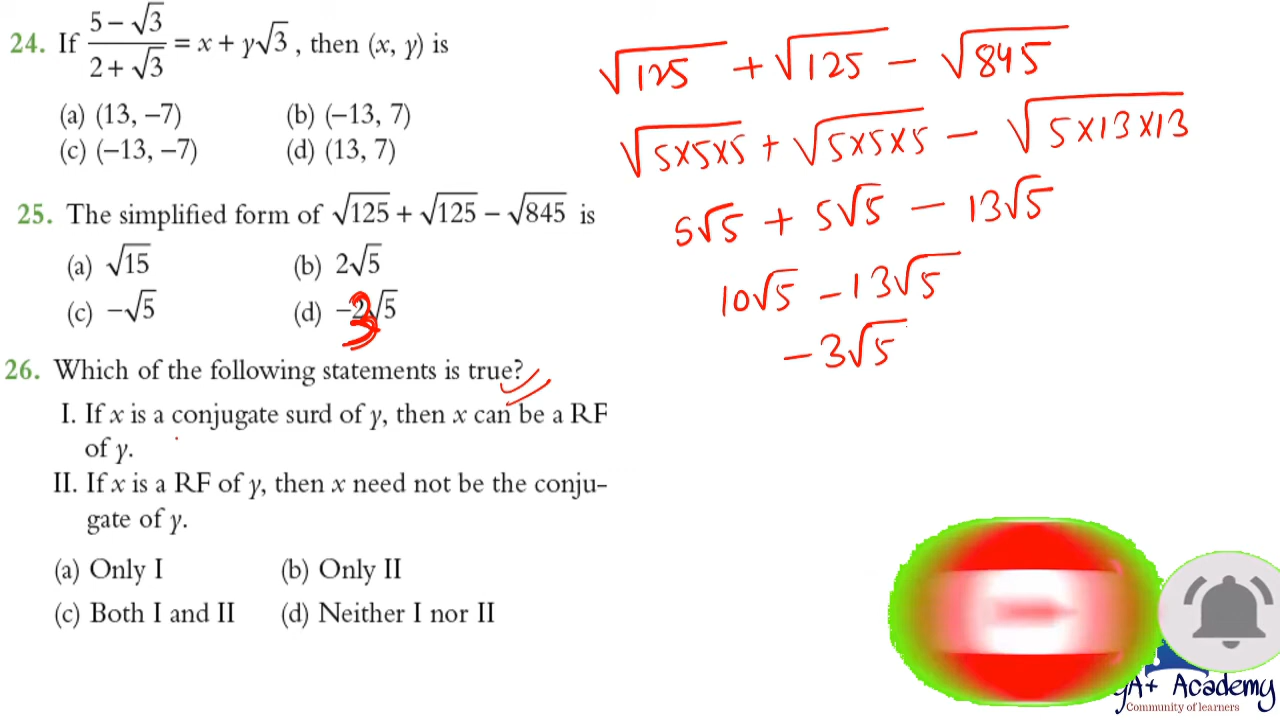 24. If (5 − √3)/(2 + √3) = x + y√3, then (x, y) is
(a) (13, −7) (b) (−13, 7)
(c) (−13, −7) (d) (13, 7)
25. The simplified form of √125 + √125 − √845 is
(a) √15 (b) 2√5
(c) −√5 (d) −3√5
26. Which of the following statements is true?
I. If x is a conjugate surd of y, then x can be a RF
of y.
II. If x is a RF of y, then x need not be the conju-
gate of y.
(a) Only I (b) Only II
(c) Both I and II (d) Neither I nor II
√125 + √125 − √845
√5×5×5 + √5×5×5 − √5×13×13
5√5 + 5√5 − 13√5
10√5 − 13√5
−3√5
A+ Academy
Community of learners